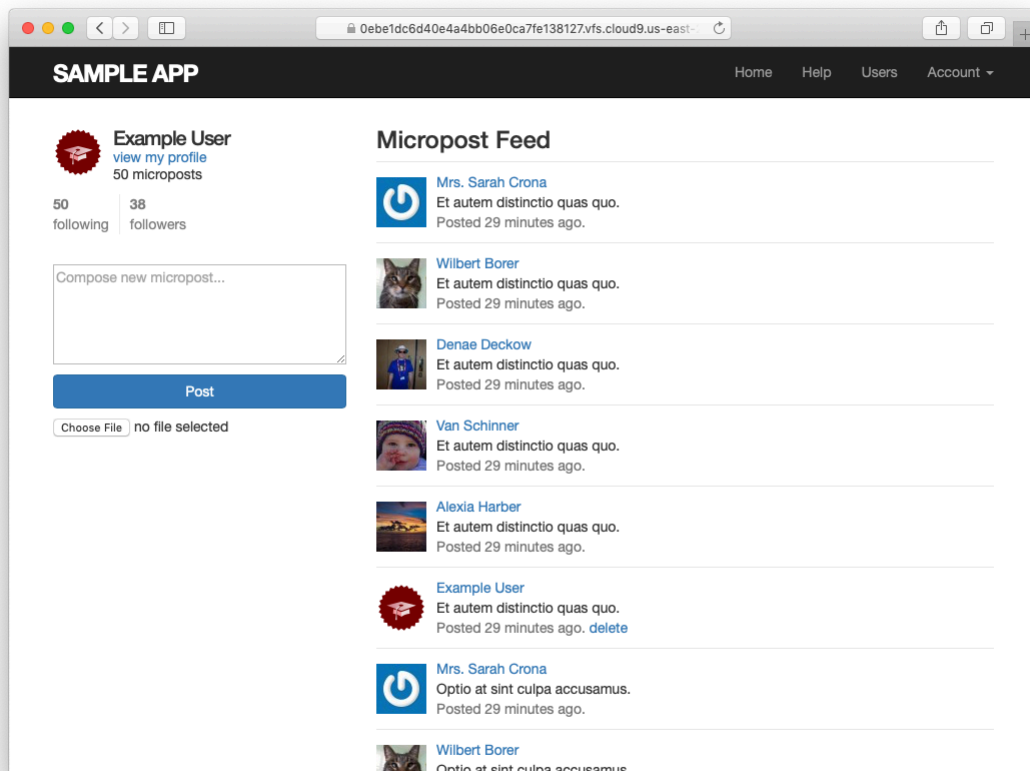 0ebe1dc6d40e4a4bb06e0ca7fe138127.vfs.cloud9.us-east-
SAMPLE APP
Home Help Users Account
Example User
view my profile
50 microposts
50 38
following followers
Compose new micropost...
Post
Choose File no file selected
Micropost Feed
Mrs. Sarah Crona
Et autem distinctio quas quo.
Posted 29 minutes ago.
Wilbert Borer
Et autem distinctio quas quo.
Posted 29 minutes ago.
Denae Deckow
Et autem distinctio quas quo.
Posted 29 minutes ago.
Van Schinner
Et autem distinctio quas quo.
Posted 29 minutes ago.
Alexia Harber
Et autem distinctio quas quo.
Posted 29 minutes ago.
Example User
Et autem distinctio quas quo.
Posted 29 minutes ago. delete
Mrs. Sarah Crona
Optio at sint culpa accusamus.
Posted 29 minutes ago.
Wilbert Borer
Optio at sint culpa accusamus.